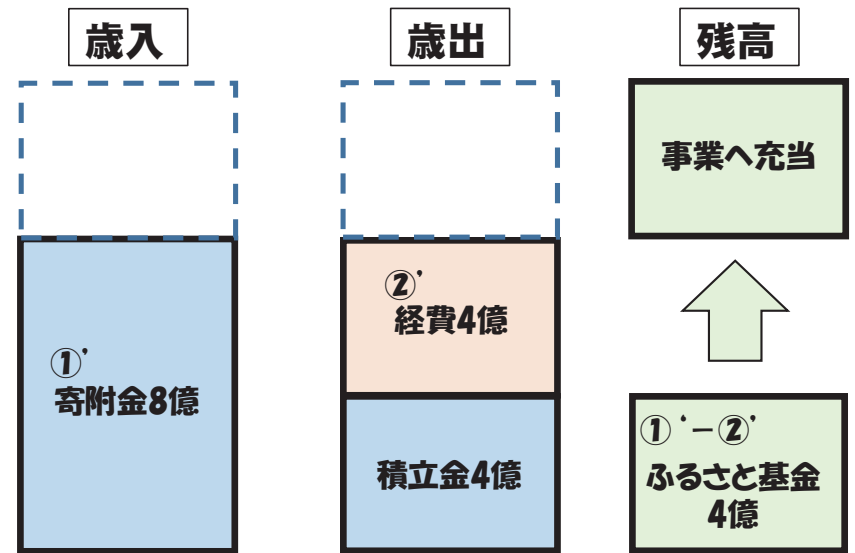 歳入
歳出
残高
①'
寄附金8億
②'
経費4億
積立金4億
事業へ充当
①'－②'
ふるさと基金
4億